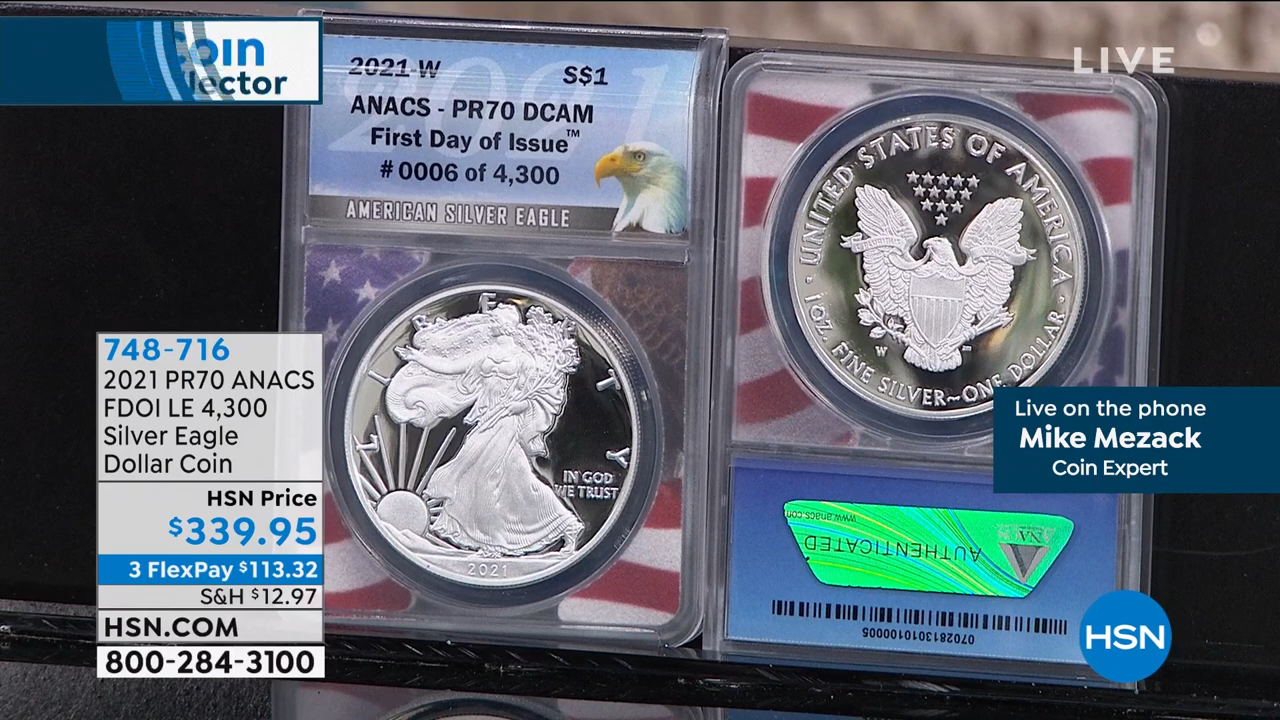 coin
llector
LIVE
2021-W S$1
ANACS - PR70 DCAM
First Day of Issue™
#0006 of 4,300
AMERICAN SILVER EAGLE
LIBERTY
IN GOD
WE TRUST
2021
UNITED STATES OF AMERICA
W
1 OZ. FINE SILVER~ONE DOLLAR
www.anacs.com
AUTHENTICATED
0702813010100005
748-716
2021 PR70 ANACS
FDOI LE 4,300
Silver Eagle
Dollar Coin
HSN Price
$339.95
3 FlexPay $113.32
S&H $12.97
HSN.COM
800-284-3100
Live on the phone
Mike Mezack
Coin Expert
HSN